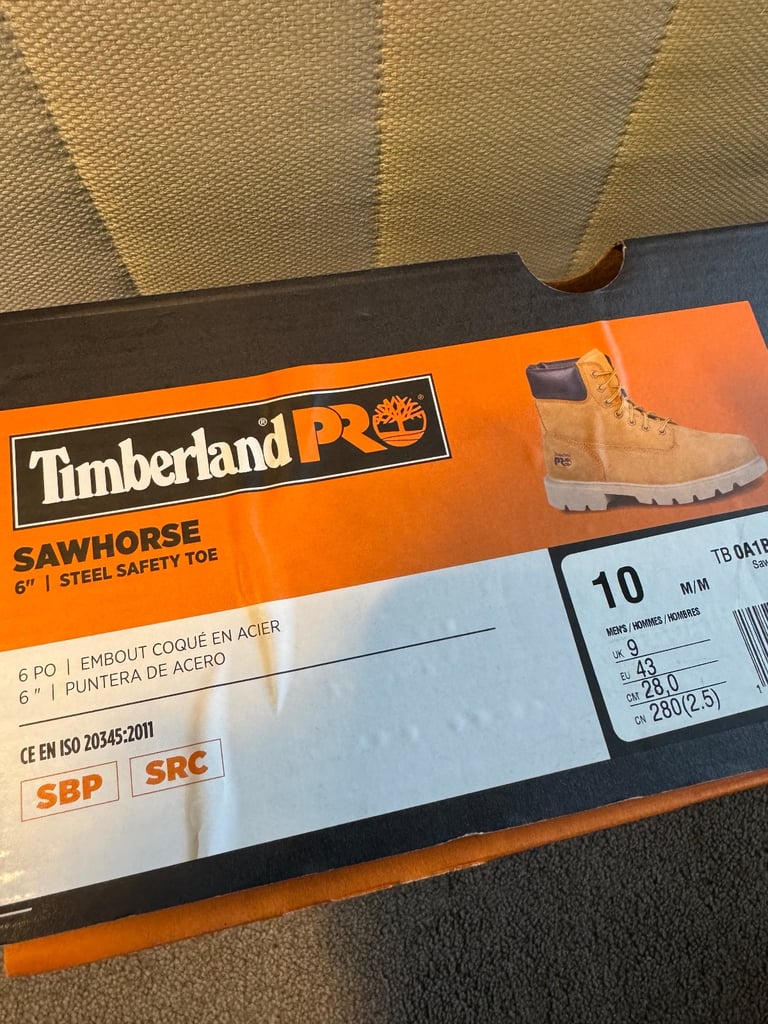 Timberland® PRO®
SAWHORSE
6" | STEEL SAFETY TOE
6 PO | EMBOUT COQUÉ EN ACIER
6 " | PUNTERA DE ACERO
CE EN ISO 20345:2011
SBP SRC
TB 0A1
10 M/M
MEN'S / HOMMES / HOMBRES
UK 9
EU 43
CM 28,0
CN 280(2.5)
PRO